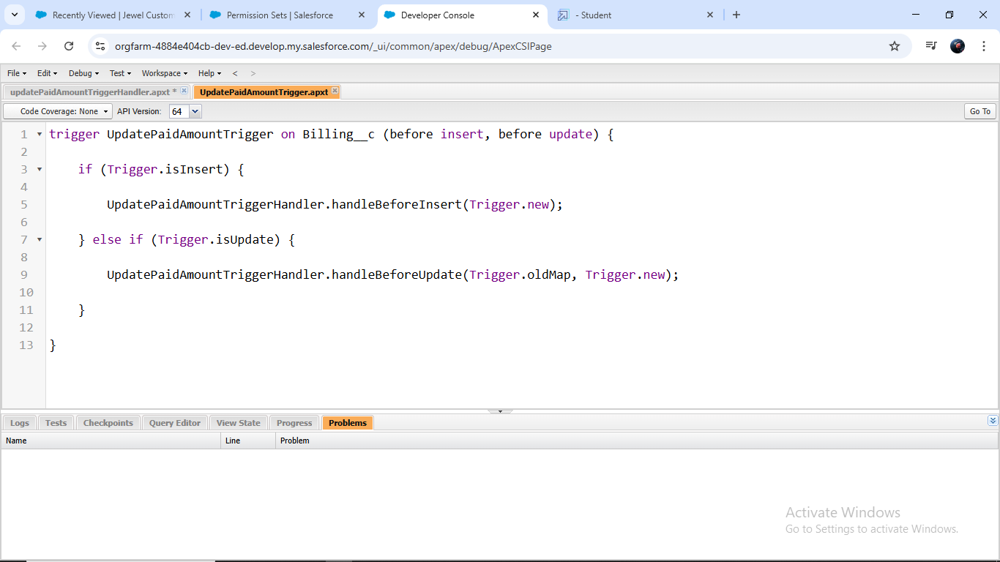 Recently Viewed | Jewel Custom
Permission Sets | Salesforce
Developer Console
- Student
orgfarm-4884e404cb-dev-ed.develop.my.salesforce.com/_ui/common/apex/debug/ApexCSIPage
File Edit Debug Test Workspace Help < >
updatePaidAmountTriggerHandler.apxt * UpdatePaidAmountTrigger.apxt
Code Coverage: None API Version: 64 Go To
1 trigger UpdatePaidAmountTrigger on Billing__c (before insert, before update) {
2
3 if (Trigger.isInsert) {
4
5 UpdatePaidAmountTriggerHandler.handleBeforeInsert(Trigger.new);
6
7 } else if (Trigger.isUpdate) {
8
9 UpdatePaidAmountTriggerHandler.handleBeforeUpdate(Trigger.oldMap, Trigger.new);
10
11 }
12
13 }
Logs Tests Checkpoints Query Editor View State Progress Problems
Name Line Problem
Activate Windows
Go to Settings to activate Windows.